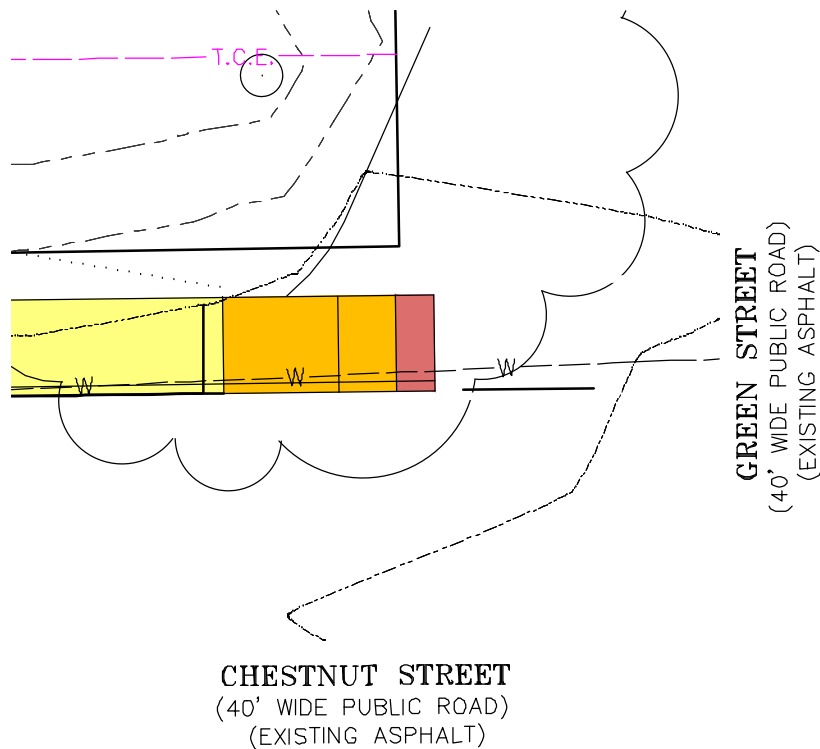 T.C.E.
W
W
W
GREEN STREET
(40' WIDE PUBLIC ROAD)
(EXISTING ASPHALT)
CHESTNUT STREET
(40' WIDE PUBLIC ROAD)
(EXISTING ASPHALT)